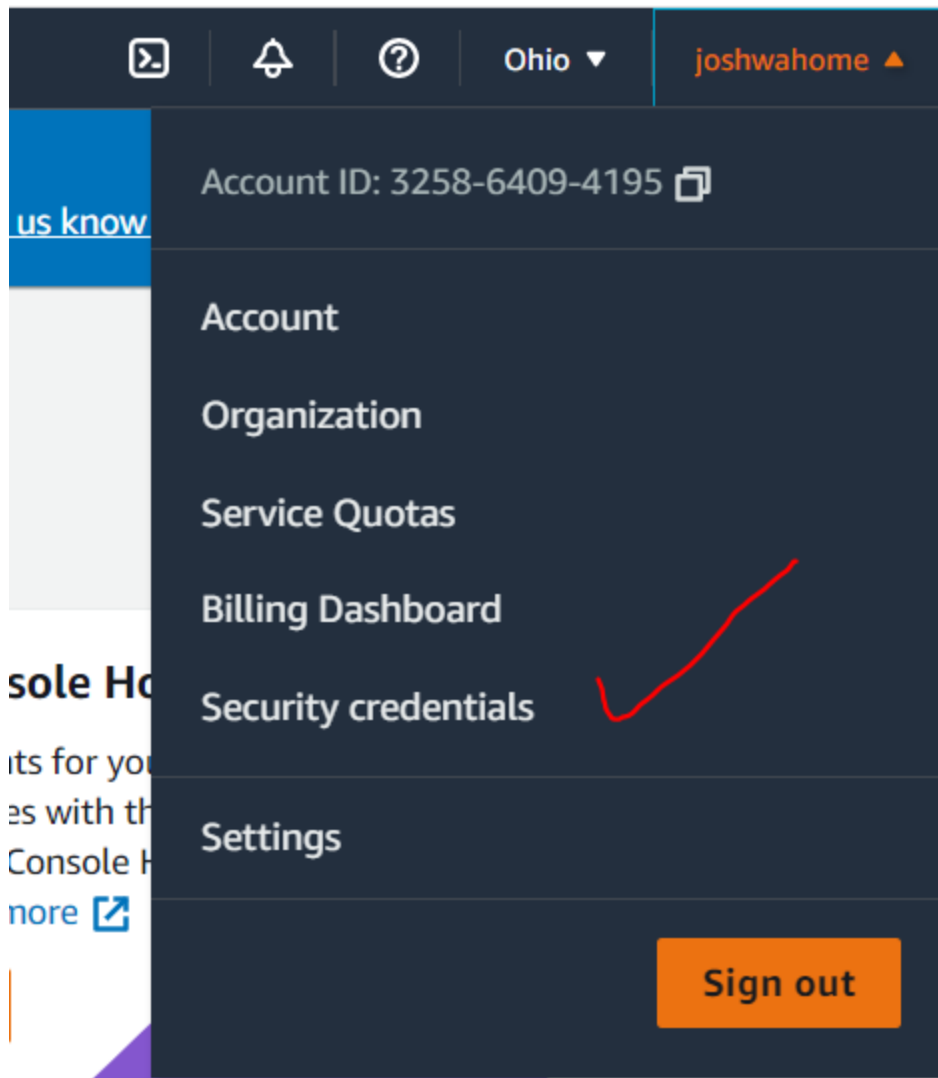 Ohio ▼
joshwahome ▲
Account ID: 3258-6409-4195
us know
Account
Organization
Service Quotas
Billing Dashboard
sole Ho
Security credentials
ts for you
es with th
Settings
Console H
more
Sign out